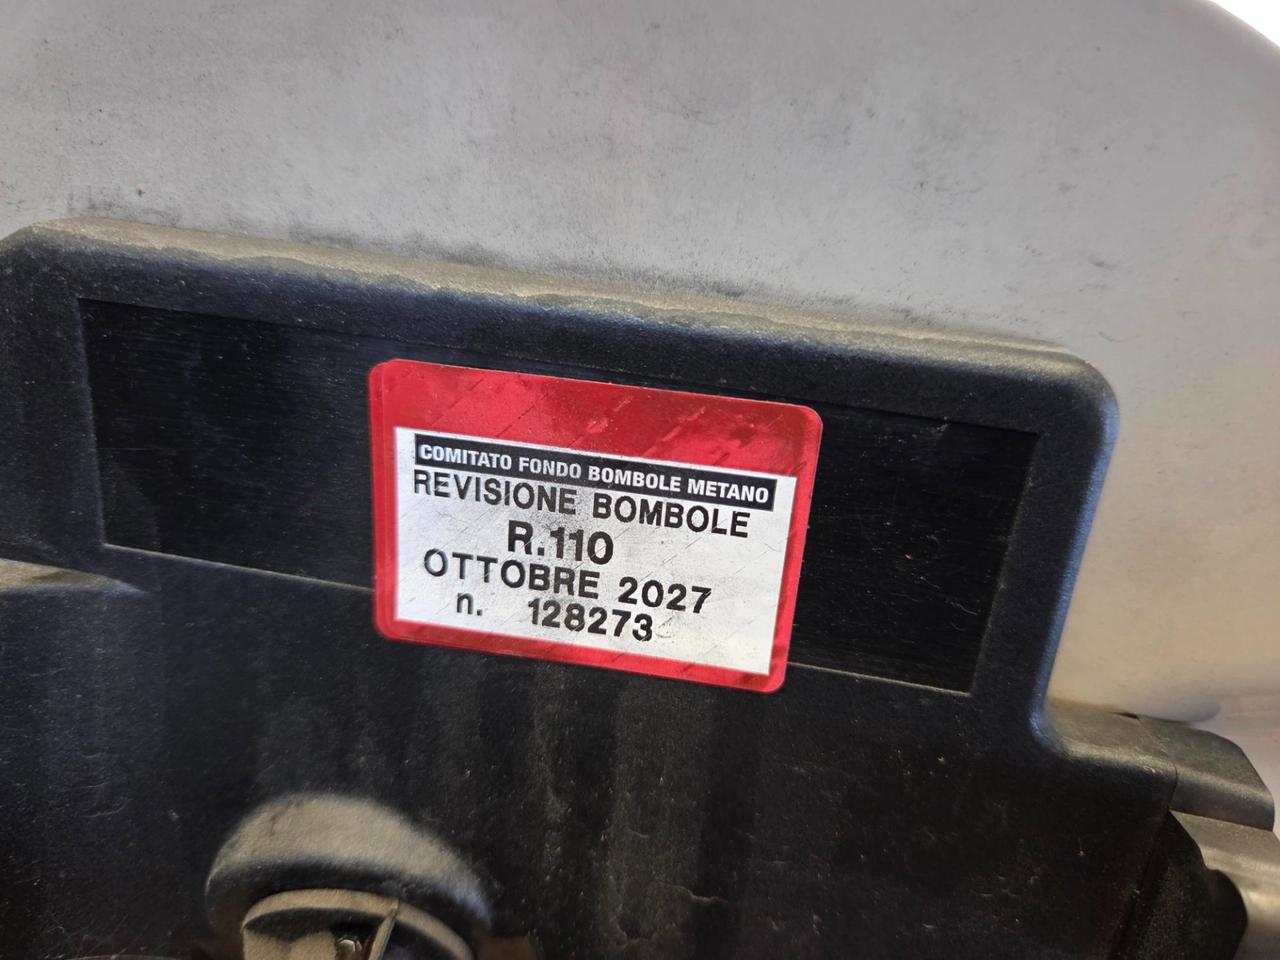 COMITATO FONDO BOMBOLE METANO
REVISIONE BOMBOLE
R.110
OTTOBRE 2027
n. 128273